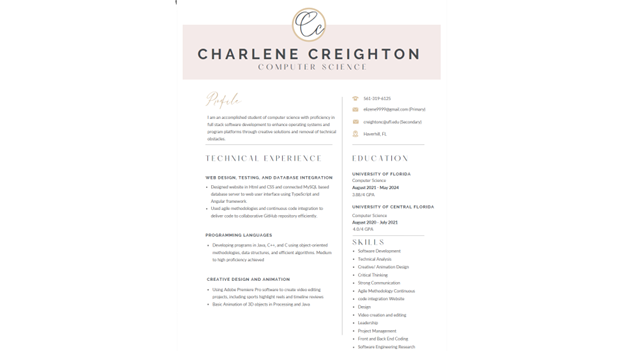 Cc
CHARLENE CREIGHTON
COMPUTER SCIENCE
Profile
I am an accomplished student of computer science with proficiency in
full stack software development to enhance operating systems and
program platforms through creative solutions and removal of technical
obstacles.
TECHNICAL EXPERIENCE
WEB DESIGN, TESTING, AND DATABASE INTEGRATION
• Designed website in Html and CSS and connected MySQL based
database server to web user interface using TypeScript and
Angular framework.
• Used agile methodologies and continuous code integration to
deliver code to collaborative GitHub repository efficiently.
PROGRAMMING LANGUAGES
• Developing programs in Java, C++, and C using object-oriented
methodologies, data structures, and efficient algorithms. Medium
to high proficiency achieved
CREATIVE DESIGN AND ANIMATION
• Using Adobe Premiere Pro software to create video editing
projects, including sports highlight reels and timeline reviews
• Basic Animation of 3D objects in Processing and Java
561-319-6125
(Primary)
(Secondary)
Haverhill, FL
EDUCATION
UNIVERSITY OF FLORIDA
Computer Science
August 2021 - May 2024
GPA
UNIVERSITY OF CENTRAL FLORIDA
Computer Science
August 2020 - July 2021
4.0/4 GPA
SKILLS
• Software Development
• Technical Analysis
• Creative/ Animation Design
• Critical Thinking
• Strong Communication
• Agile Methodology Continuous
• code integration Website
• Design
• Video creation and editing
• Leadership
• Project Management
• Front and Back End Coding
• Software Engineering Research